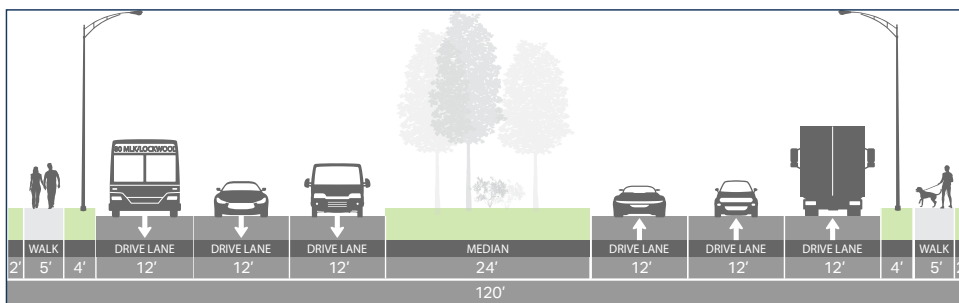 80 MLK/LOCKWOOD
WALK DRIVE LANE DRIVE LANE DRIVE LANE MEDIAN DRIVE LANE DRIVE LANE DRIVE LANE WALK
2' 5' 4' 12' 12' 12' 24' 12' 12' 12' 4' 5'
120'